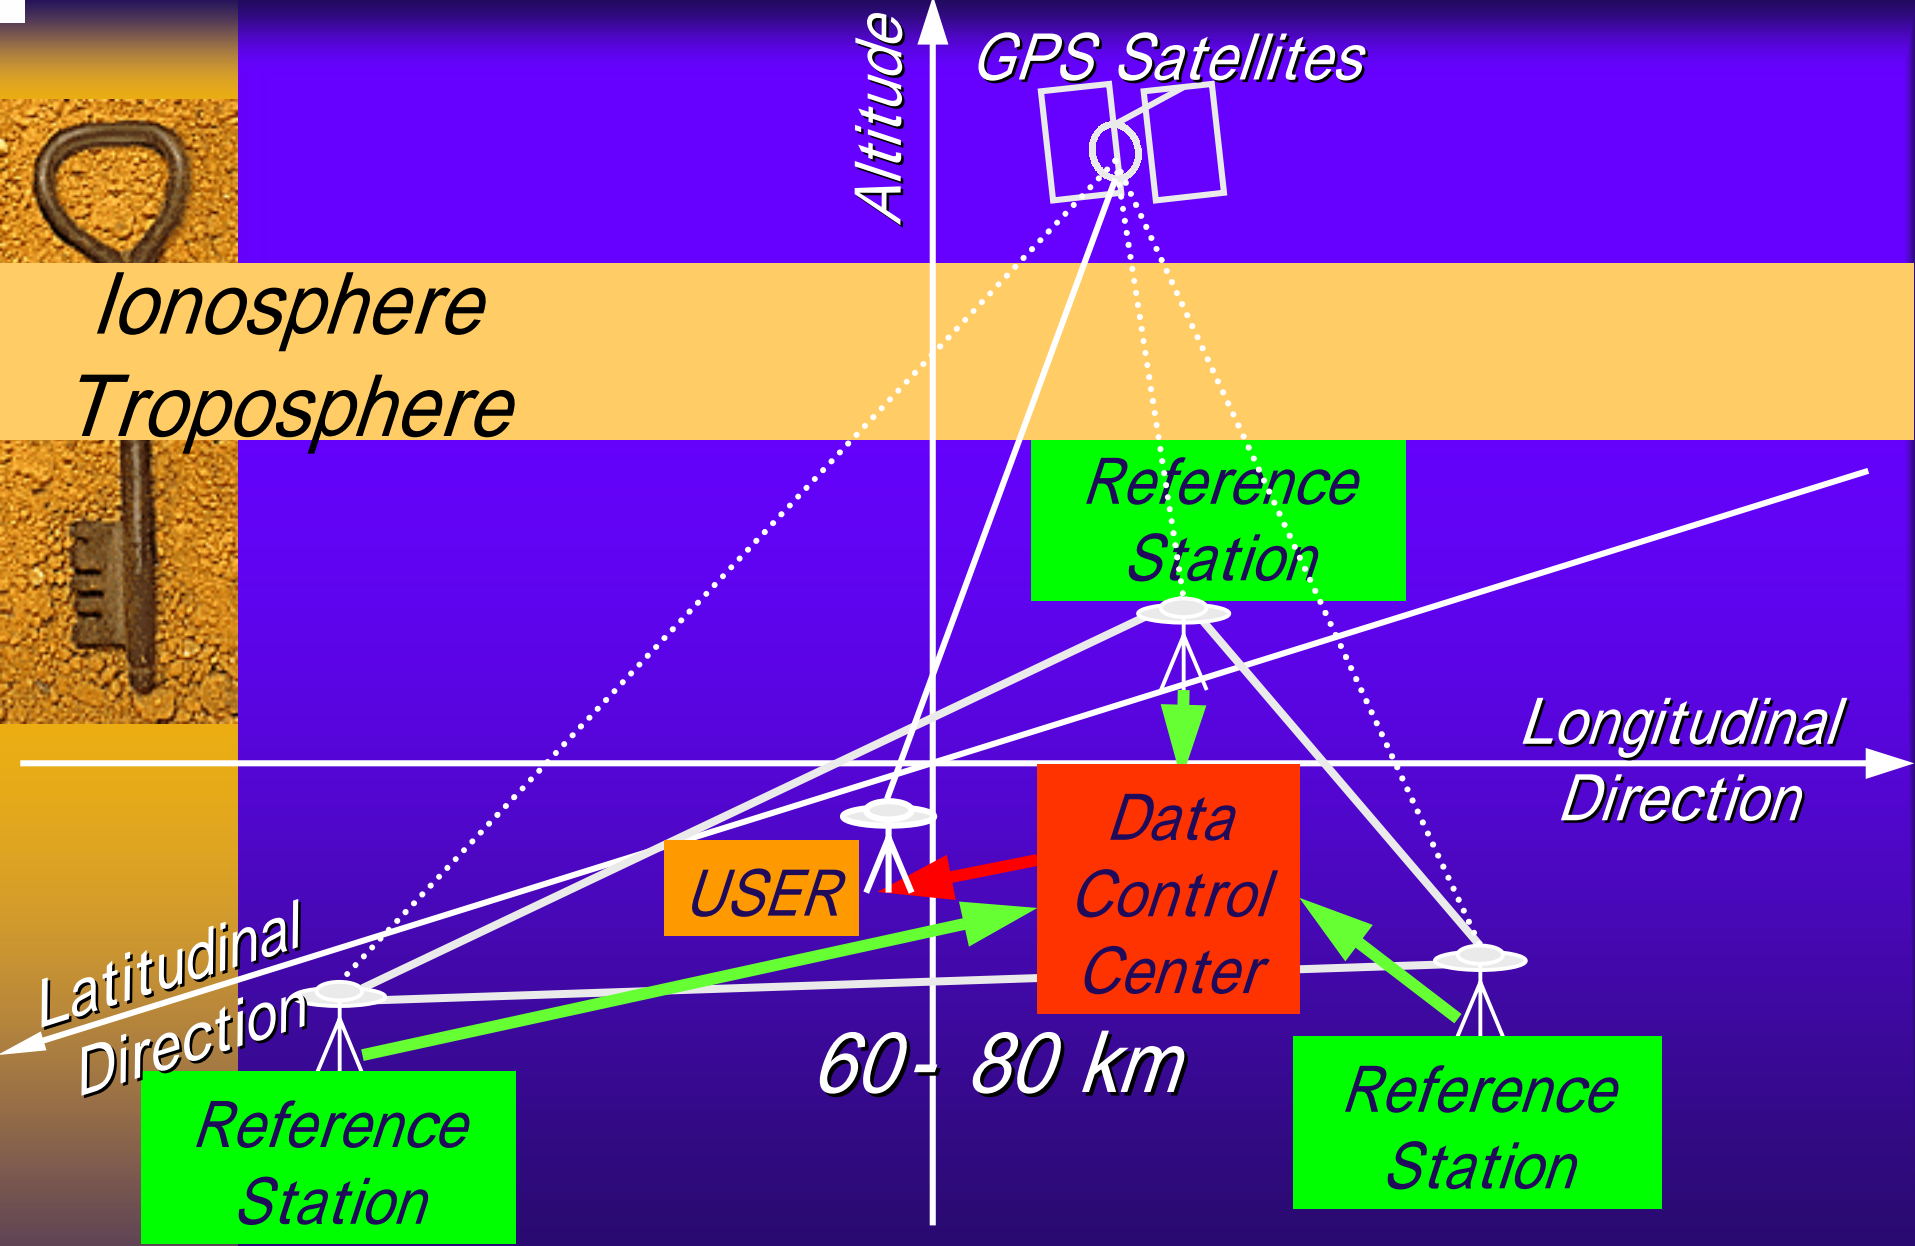 Altitude
GPS Satellites
Ionosphere
Troposphere
Reference
Station
Longitudinal
Direction
Data
Control
Center
USER
Latitudinal
Direction
60- 80 km
Reference
Station
Reference
Station